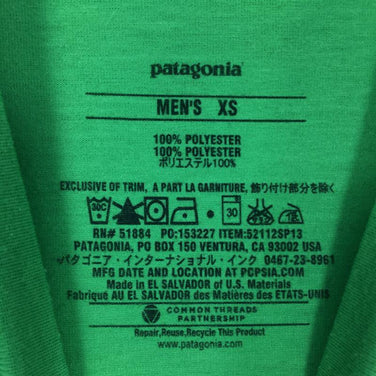 patagonia®
MEN'S XS
100% POLYESTER
100% POLYESTER
ポリエステル100%
EXCLUSIVE OF TRIM, A PART LA GARNITURE, 飾り付け部分を除く
30C 30
RN# 51884 PO:153227 ITEM:52112SP13
PATAGONIA, PO BOX 150 VENTURA, CA 93002 USA
パタゴニア・インターナショナル・インク 0467-23-8961
MFG DATE AND LOCATION AT PCPSIA.COM
Made in EL SALVADOR of U.S. Materials
Fabriqué AU EL SALVADOR des Matières des ETATS-UNIS
COMMON THREADS
PARTNERSHIP
Repair,Reuse,Recycle This Product
www.patagonia.com